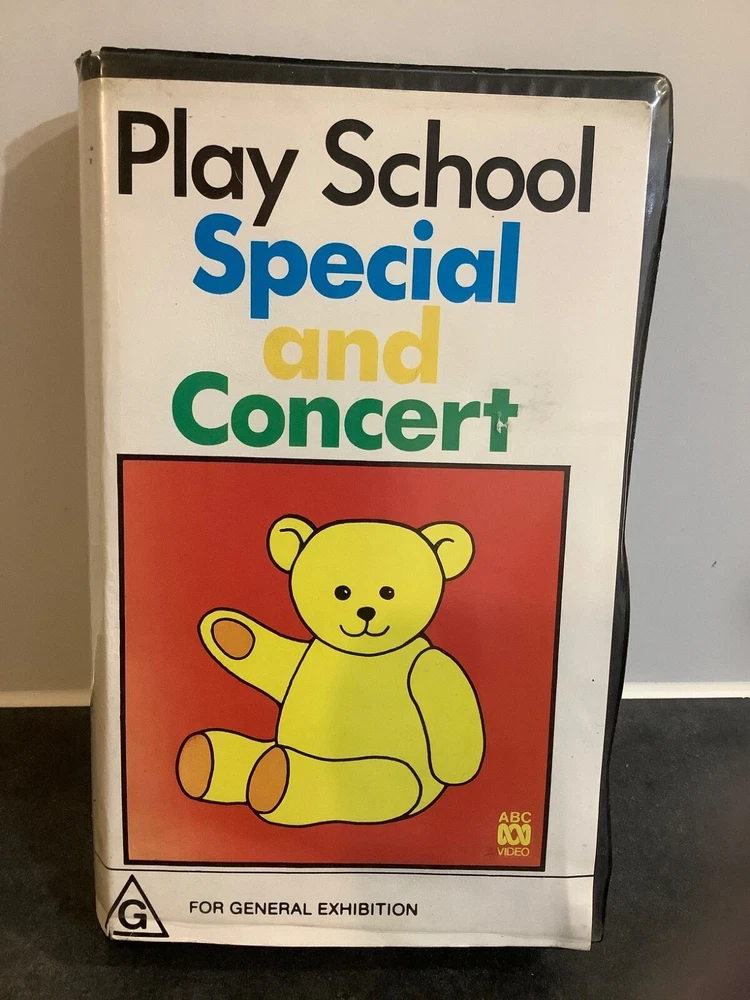 Play School
Special
and
Concert
ABC
VIDEO
G
FOR GENERAL EXHIBITION